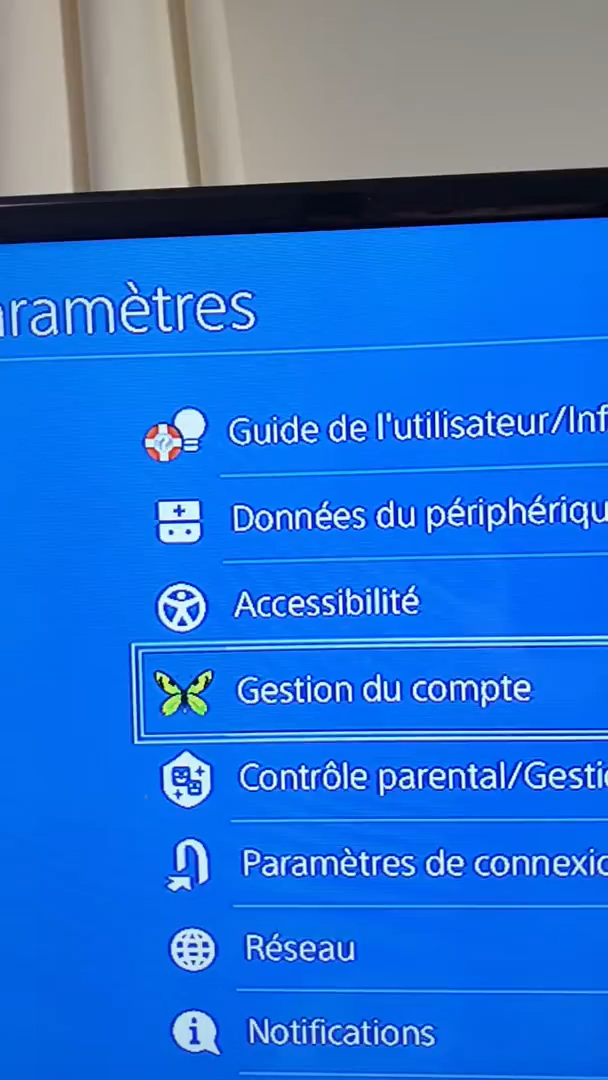 aramètres
Guide de l'utilisateur/Inf
Données du périphériqu
Accessibilité
Gestion du compte
Contrôle parental/Gesti
Paramètres de connexio
Réseau
Notifications